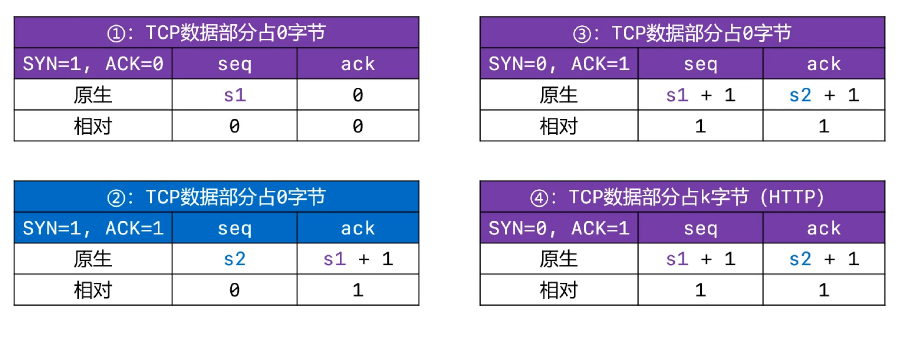 ①：TCP数据部分占0字节
SYN=1, ACK=0 seq ack
原生 s1 0
相对 0 0
②：TCP数据部分占0字节
SYN=1, ACK=1 seq ack
原生 s2 s1 + 1
相对 0 1
③：TCP数据部分占0字节
SYN=0, ACK=1 seq ack
原生 s1 + 1 s2 + 1
相对 1 1
④：TCP数据部分占k字节（HTTP）
SYN=0, ACK=1 seq ack
原生 s1 + 1 s2 + 1
相对 1 1